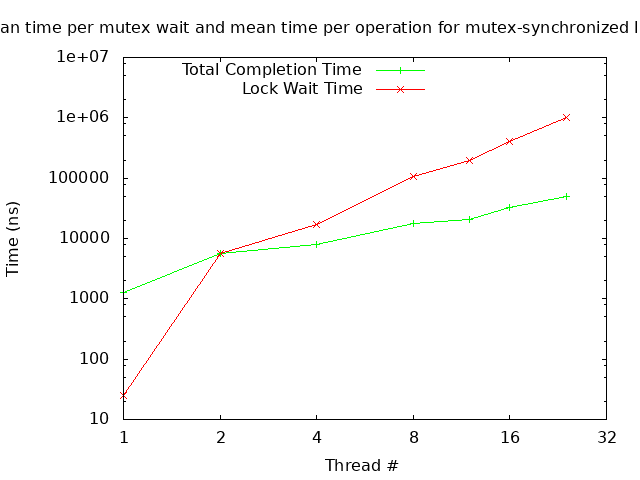 an time per mutex wait and mean time per operation for mutex-synchronized l
1e+07
Total Completion Time
Lock Wait Time
1e+06
100000
10000
1000
100
10
Time (ns)
1 2 4 8 16 32
Thread #